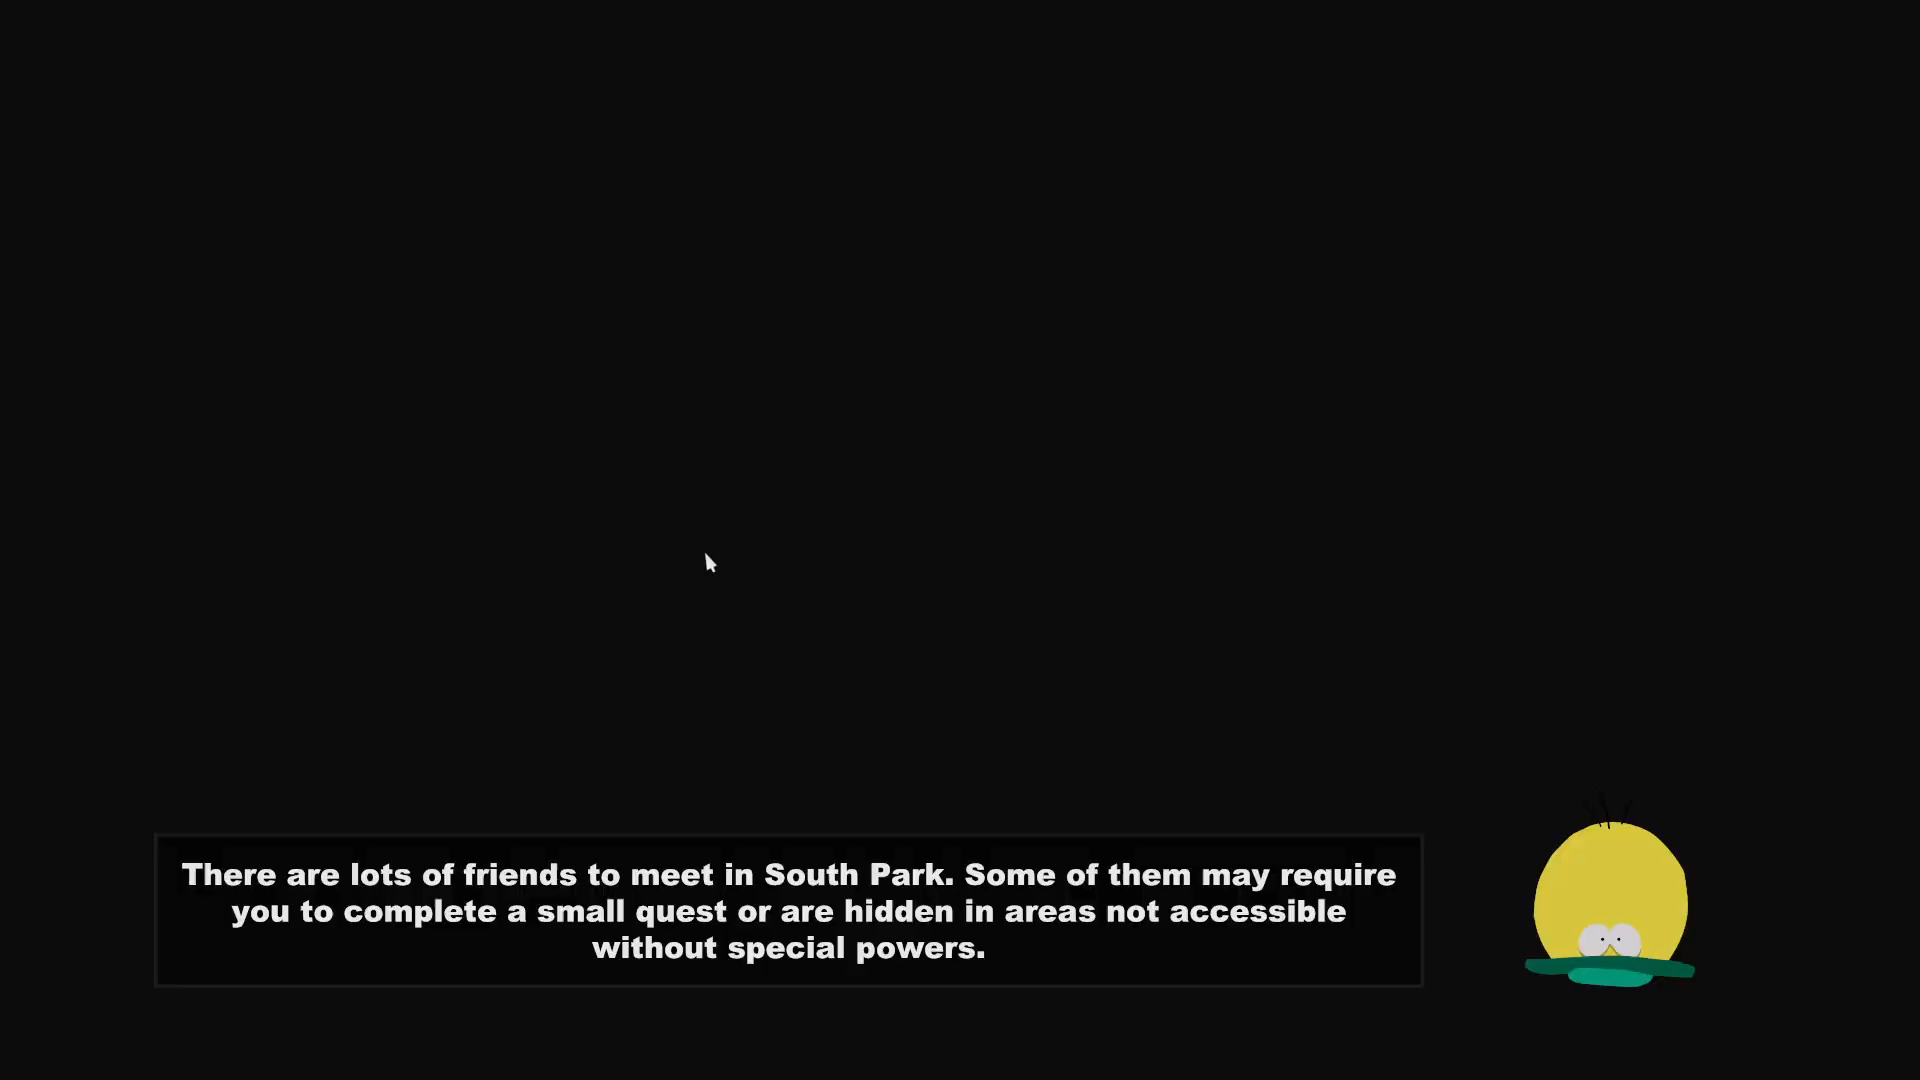 There are lots of friends to meet in South Park. Some of them may require
you to complete a small quest or are hidden in areas not accessible
without special powers.